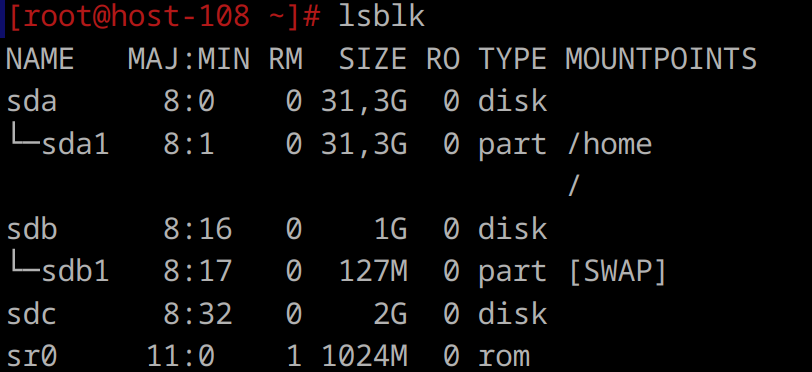 [root@host-108 ~]# lsblk
NAME   MAJ:MIN RM  SIZE RO TYPE MOUNTPOINTS
sda      8:0    0 31,3G  0 disk
└─sda1   8:1    0 31,3G  0 part /home
                                /
sdb      8:16   0    1G  0 disk
└─sdb1   8:17   0  127M  0 part [SWAP]
sdc      8:32   0    2G  0 disk
sr0     11:0    1 1024M  0 rom